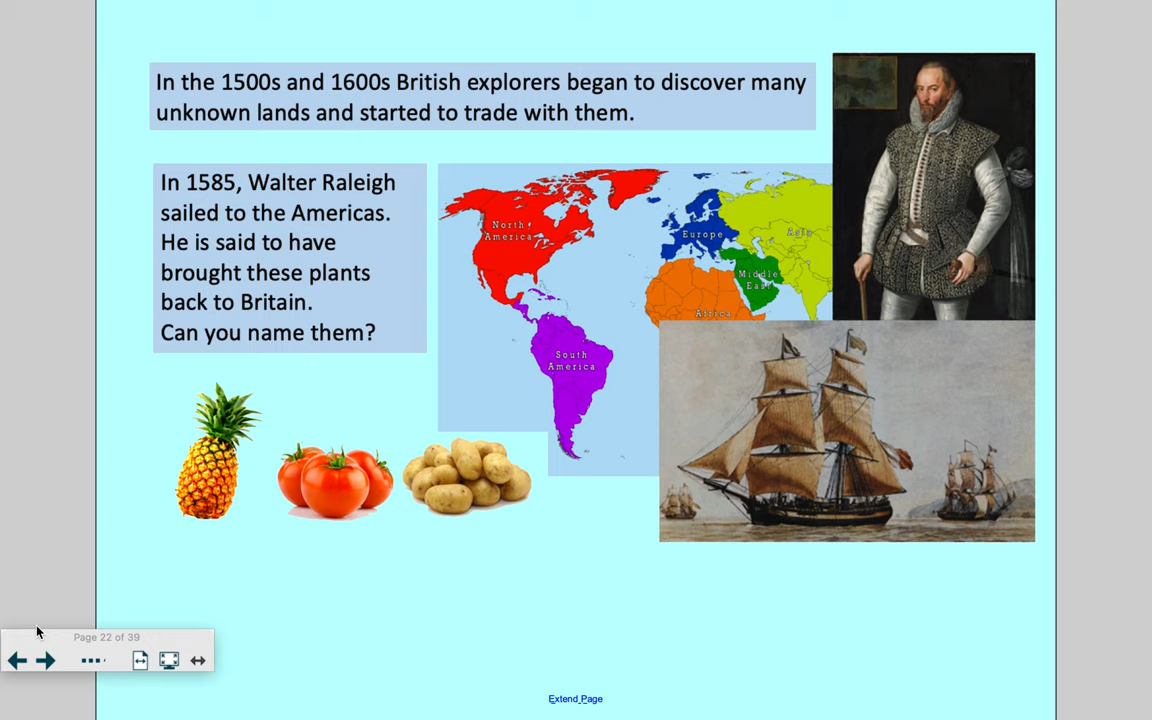 In the 1500s and 1600s British explorers began to discover many
unknown lands and started to trade with them.
In 1585, Walter Raleigh
sailed to the Americas.
He is said to have
brought these plants
back to Britain.
Can you name them?
North
America
Europe
Asia
Middle
East
Africa
South
America
Page 22 of 39
Extend Page